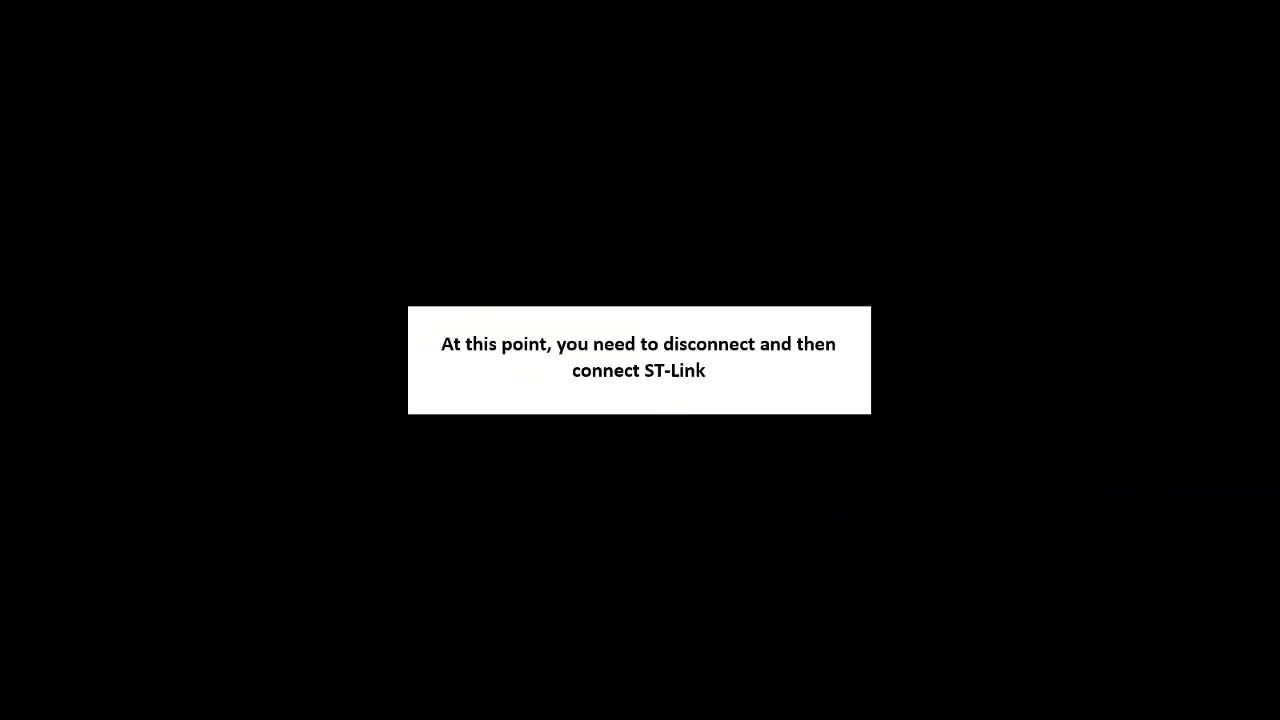 At this point, you need to disconnect and then
connect ST-Link